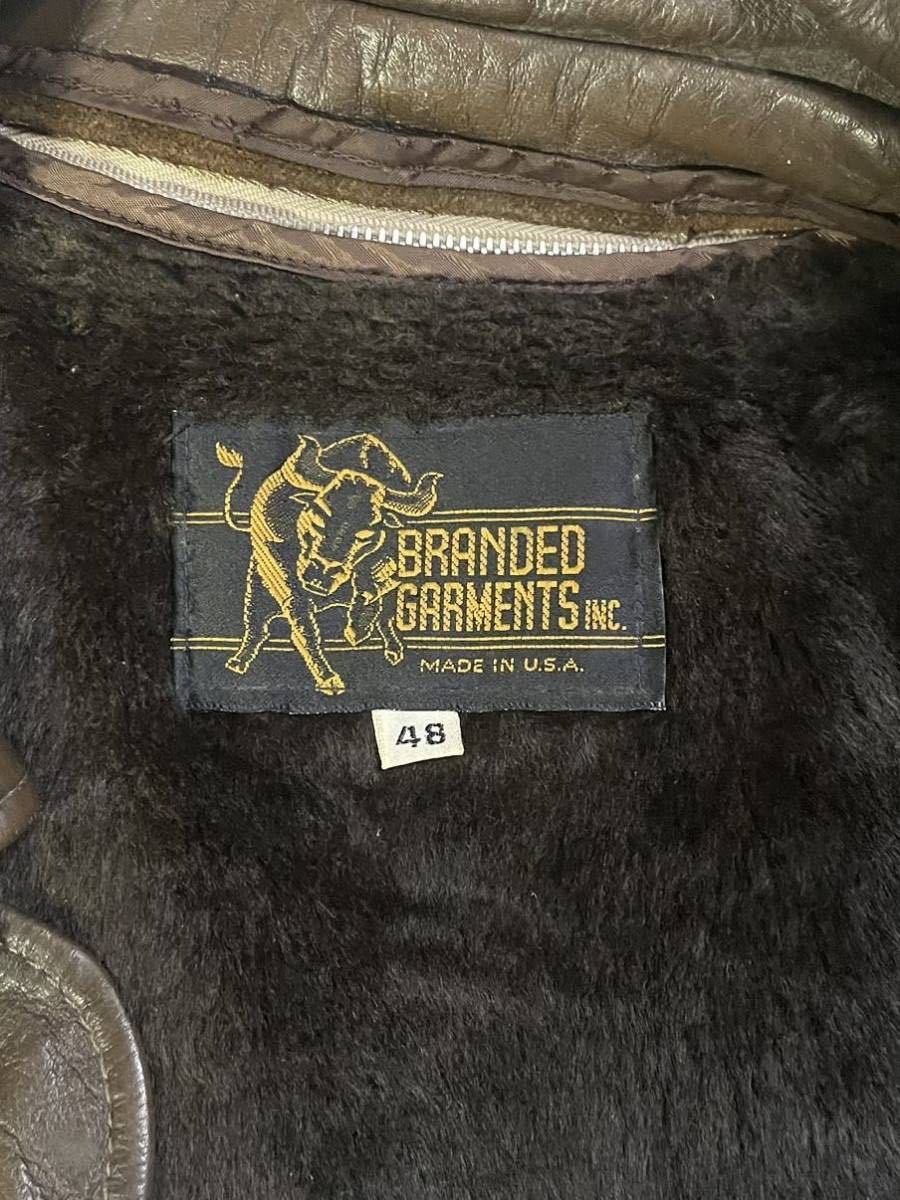 BRANDED
GARMENTS INC.
MADE IN U.S.A.
48